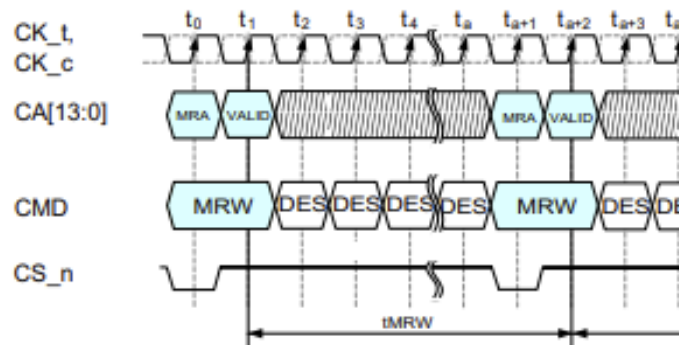 t0 t1 t2 t3 t4 ta ta+1 ta+2 ta+3
CK_t,
CK_c
CA[13:0] MRA VALID MRA VALID
CMD MRW DES DES DES DES MRW DES
CS_n
tMRW